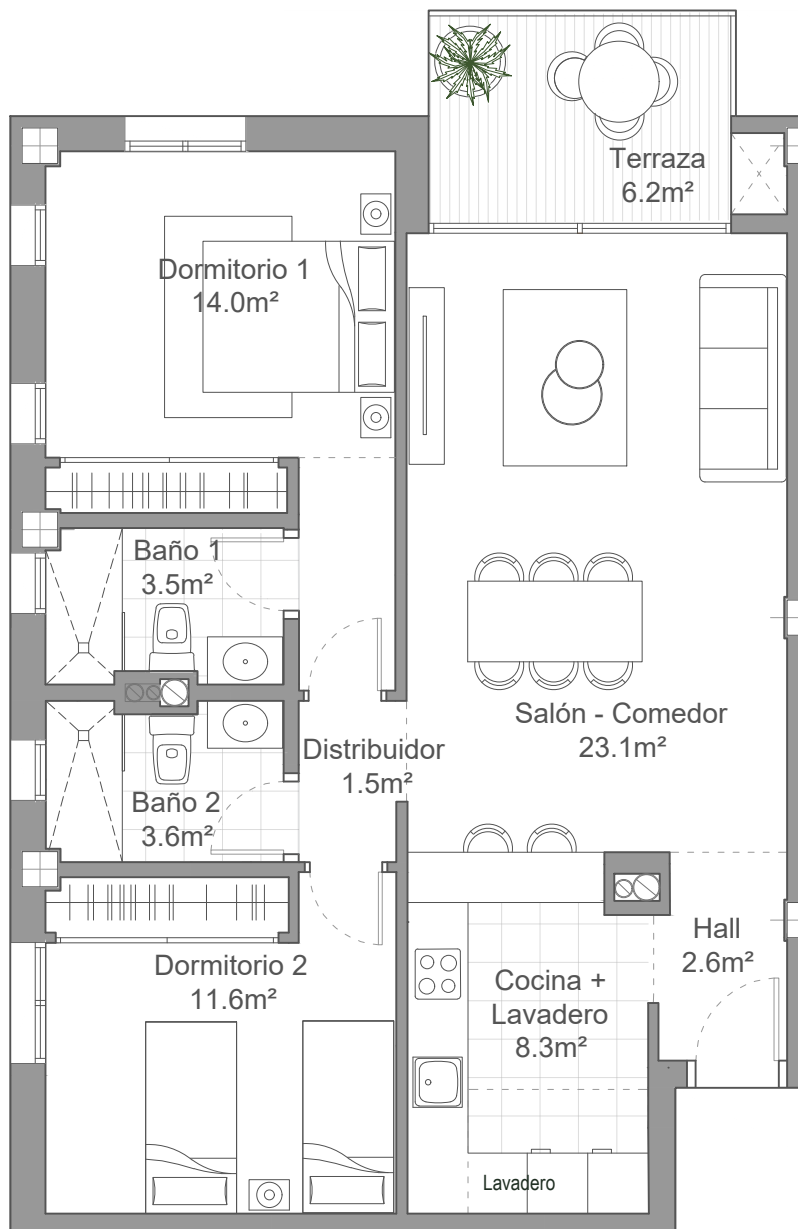 Terraza
6.2m²
Dormitorio 1
14.0m²
Baño 1
3.5m²
Salón - Comedor
23.1m²
Distribuidor
1.5m²
Baño 2
3.6m²
Hall
2.6m²
Dormitorio 2
11.6m²
Cocina +
Lavadero
8.3m²
Lavadero